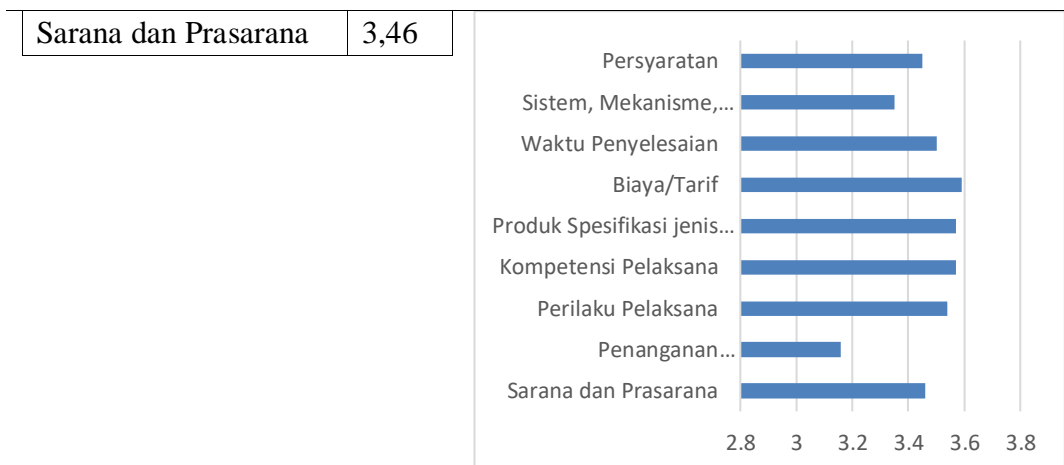 Sarana dan Prasarana 3,46
Persyaratan
Sistem, Mekanisme,...
Waktu Penyelesaian
Biaya/Tarif
Produk Spesifikasi jenis...
Kompetensi Pelaksana
Perilaku Pelaksana
Penanganan...
Sarana dan Prasarana
2.8 3 3.2 3.4 3.6 3.8